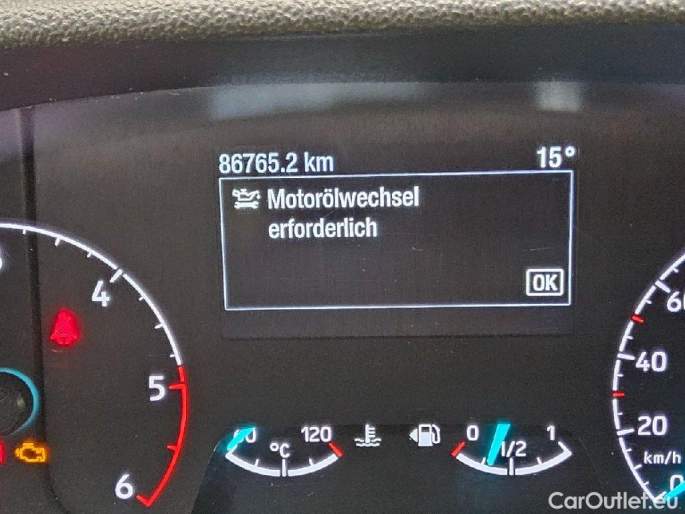 86765.2 km 15°
Motorölwechsel
erforderlich
OK
4
5
6
120
°C
0
1/2
1
40
20
km/h
0
CarOutlet.eu